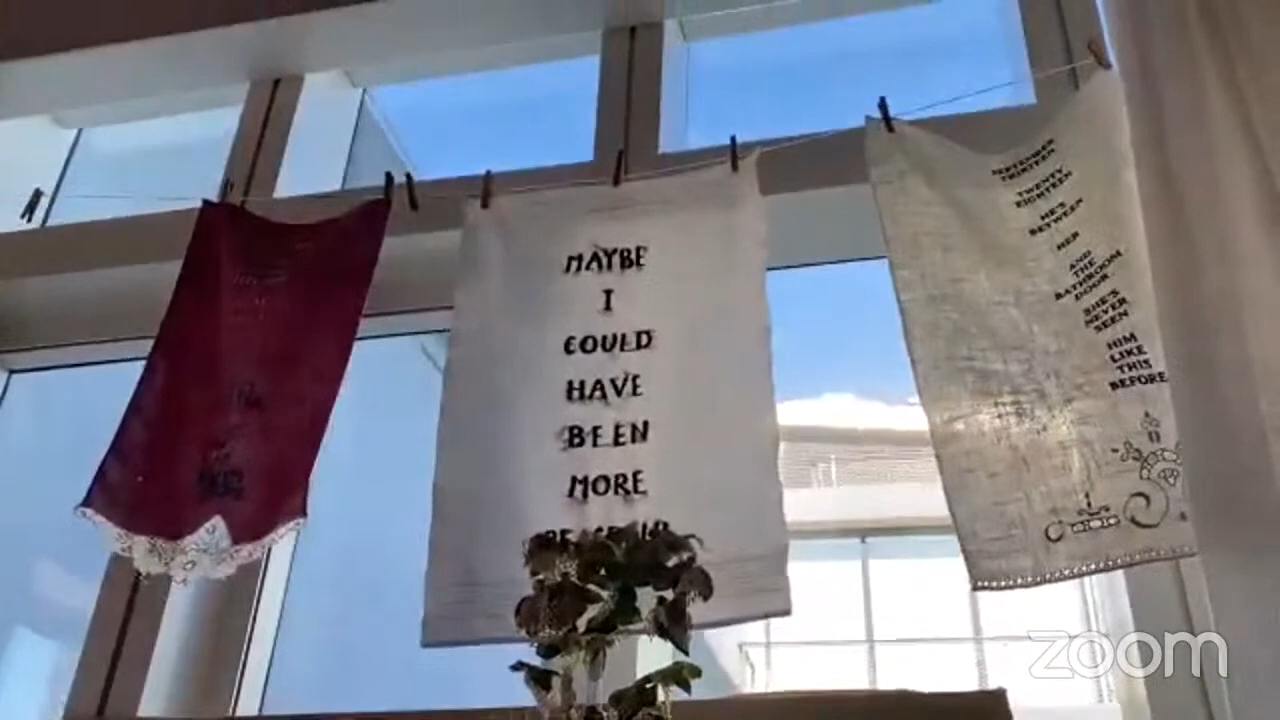 MAYBE
I
COULD
HAVE
BEEN
MORE
SEPTEMBER
THIRTEEN
TWENTY
EIGHTEEN
HE'S
BETWEEN
HER
AND
THE
BATHROOM
DOOR
SHE'S
NEVER
SEEN
HIM
LIKE
THIS
BEFORE
zoom